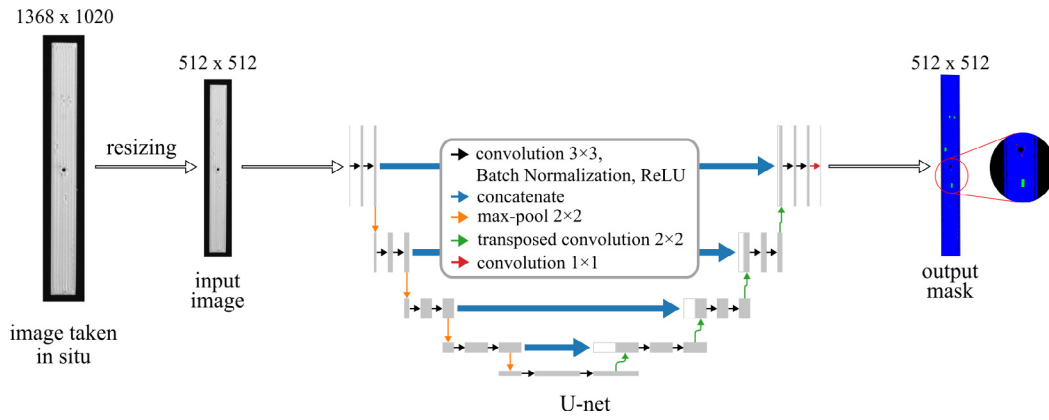 1368 x 1020
512 x 512
512 x 512
resizing
convolution 3×3,
Batch Normalization, ReLU
concatenate
max-pool 2×2
transposed convolution 2×2
convolution 1×1
input
image
output
mask
image taken
in situ
U-net